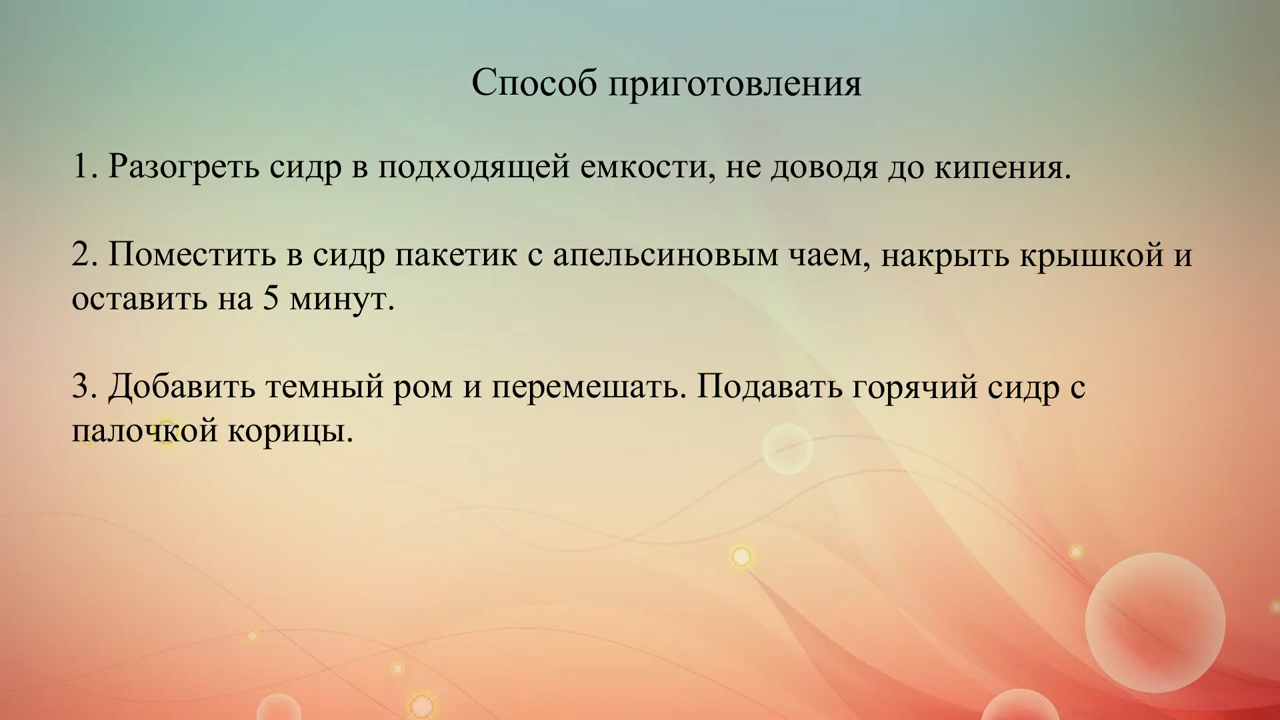 Способ приготовления
1. Разогреть сидр в подходящей емкости, не доводя до кипения.
2. Поместить в сидр пакетик с апельсиновым чаем, накрыть крышкой и
оставить на 5 минут.
3. Добавить темный ром и перемешать. Подавать горячий сидр с
палочкой корицы.